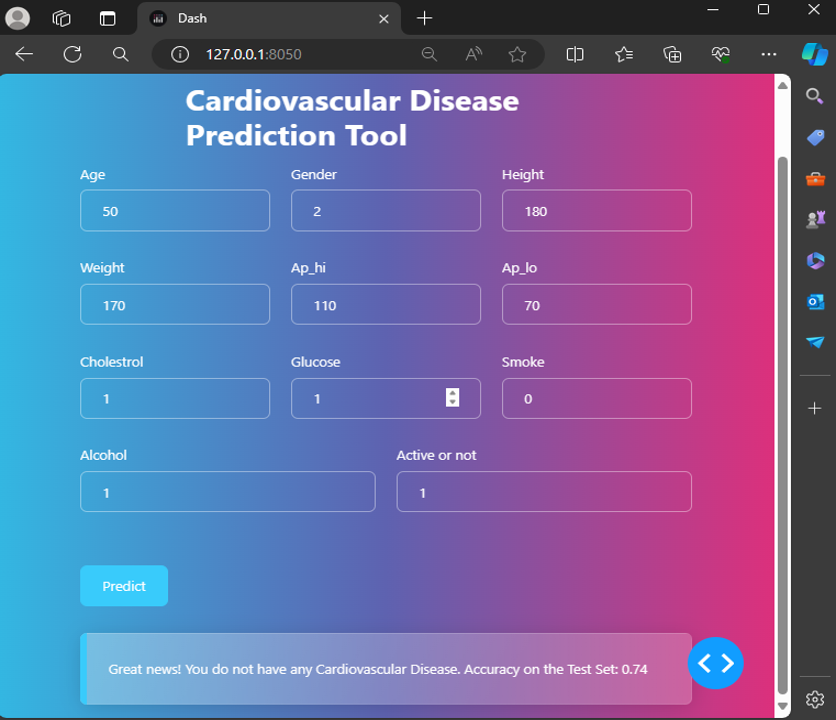 Dash
127.0.0.1:8050
Cardiovascular Disease
Prediction Tool
Age Gender Height
50 2 180
Weight Ap_hi Ap_lo
170 110 70
Cholestrol Glucose Smoke
1 1 0
Alcohol Active or not
1 1
Predict
Great news! You do not have any Cardiovascular Disease. Accuracy on the Test Set: 0.74